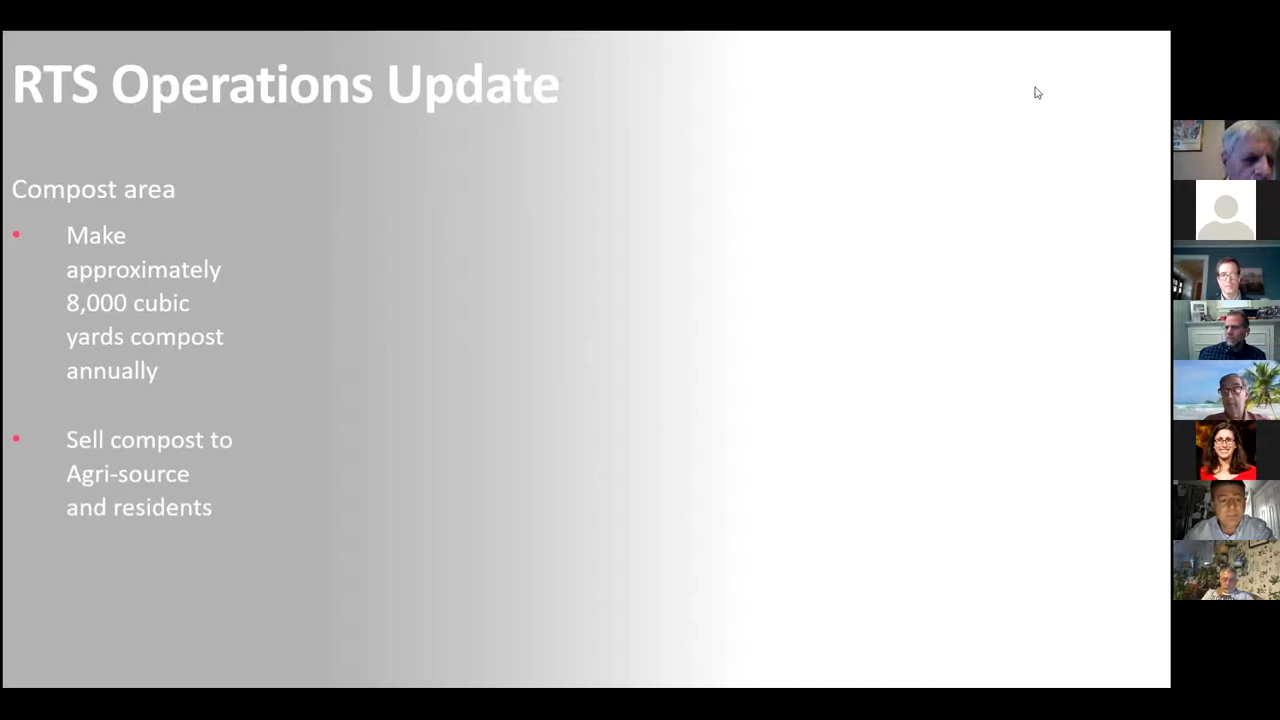 RTS Operations Update
Compost area
• Make
approximately
8,000 cubic
yards compost
annually
• Sell compost to
Agri-source
and residents